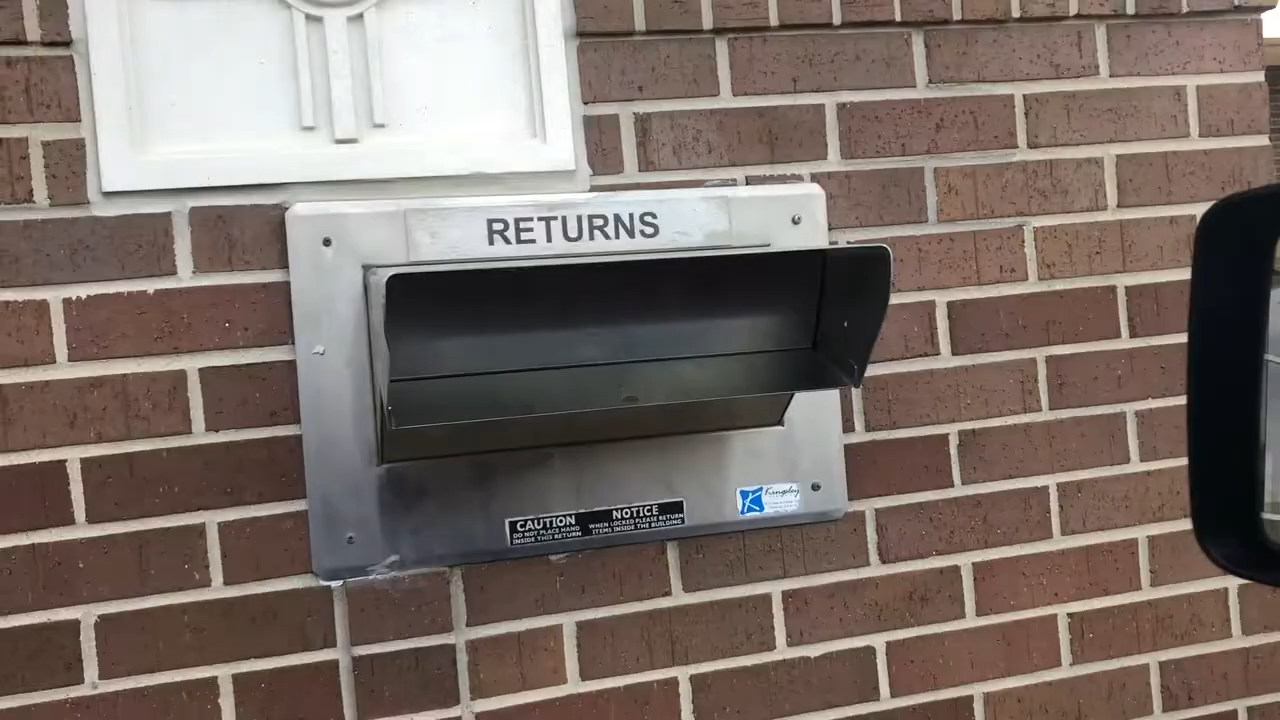 RETURNS
CAUTION
DO NOT PLACE HAND
INSIDE THIS RETURN
NOTICE
WHEN LOCKED PLEASE RETURN
ITEMS INSIDE THE BUILDING
K Kingsley